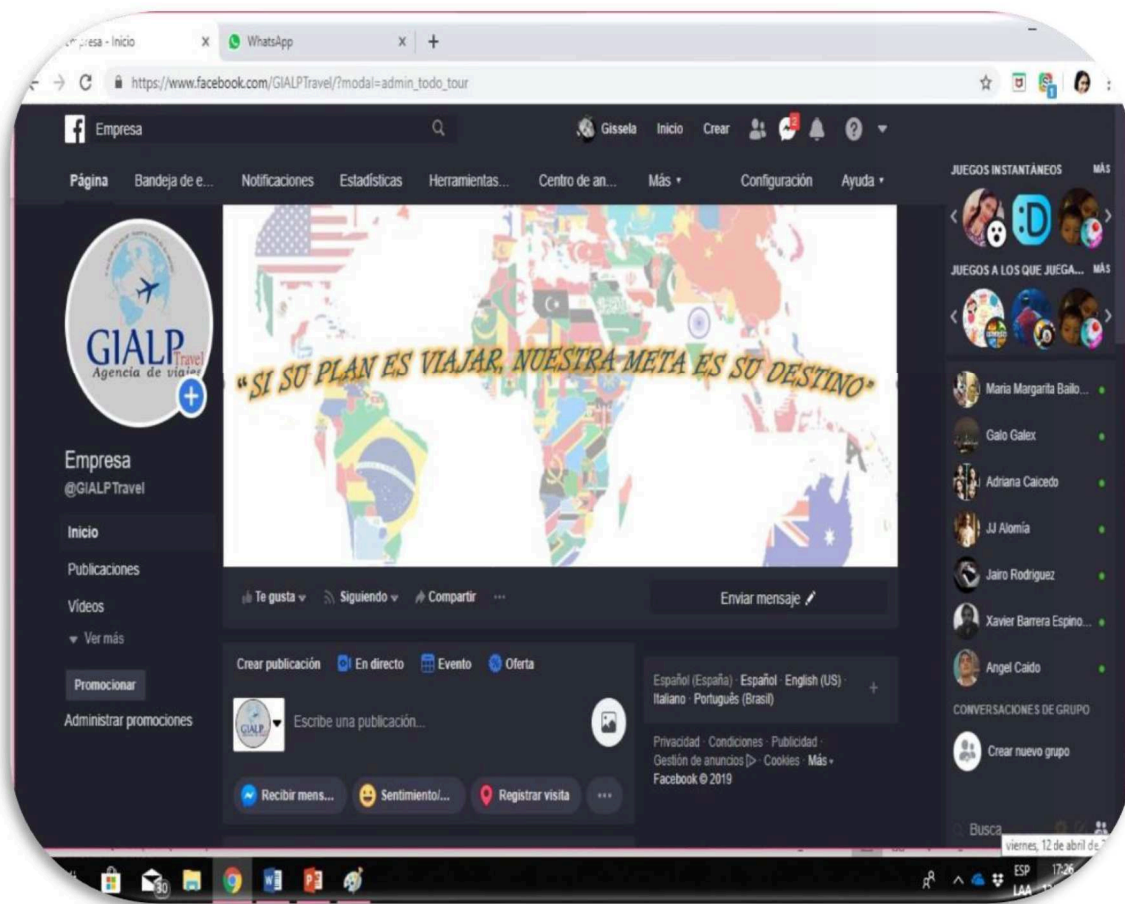 presa - Inicio X WhatsApp X +
https://www.facebook.com/GIALPTravel/?modal=admin_todo_tour
1
Empresa
Gissela Inicio Crear 2
Página Bandeja de e... Notificaciones Estadísticas Herramientas... Centro de an... Más Configuración Ayuda
GIALP
Travel
Agencia de viajes
"SI SU PLAN ES VIAJAR, NUESTRA META ES SU DESTINO"
Empresa
@GIALPTravel
Inicio
Publicaciones
Vídeos
Ver más
Promocionar
Administrar promociones
Te gusta Siguiendo Compartir ...
Enviar mensaje
Crear publicación En directo Evento Oferta
GIALP
Escribe una publicación...
Recibir mens... Sentimiento/... Registrar visita ...
Español (España) · Español · English (US) ·
Italiano · Português (Brasil)
+
Privacidad · Condiciones · Publicidad ·
Gestión de anuncios · Cookies · Más
Facebook © 2019
JUEGOS INSTANTÁNEOS MÁS
:D
JUEGOS A LOS QUE JUEGA... MÁS
Maria Margarita Bailo...
Galo Galex
Adriana Caicedo
JJ Alomía
Jairo Rodriguez
Xavier Barrera Espino...
Angel Caido
CONVERSACIONES DE GRUPO
Crear nuevo grupo
Busca
viernes, 12 de abril de
30
ESP 17:26
LAA